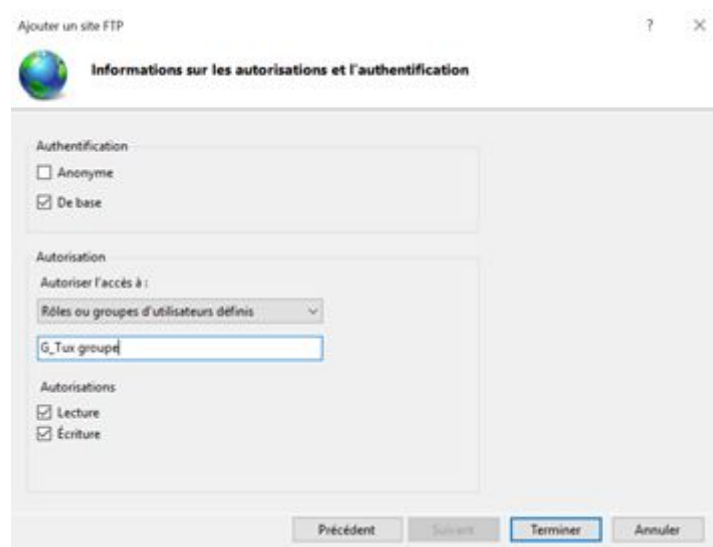 Ajouter un site FTP
Informations sur les autorisations et l'authentification
Authentification
Anonyme
De base
Autorisation
Autoriser l'accès à :
Rôles ou groupes d'utilisateurs définis
G_Tux groupe
Autorisations
Lecture
Écriture
Précédent Suivant Terminer Annuler